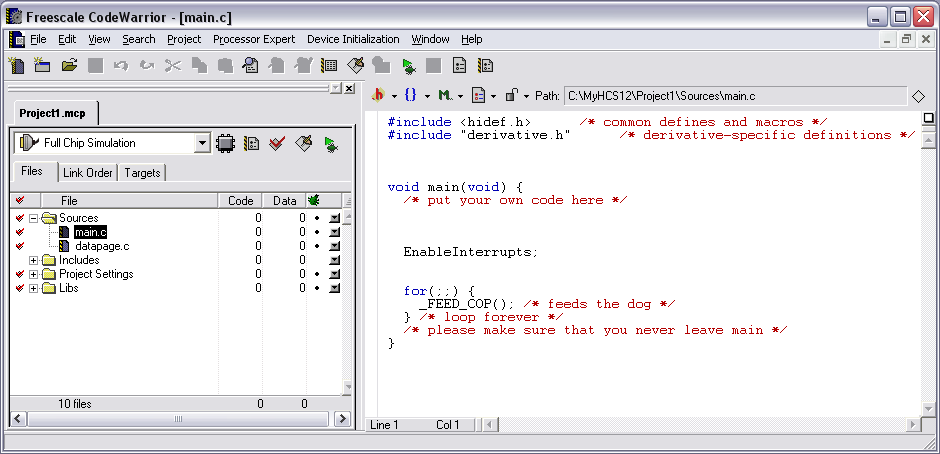 Freescale CodeWarrior - [main.c]
File Edit View Search Project Processor Expert Device Initialization Window Help
Project1.mcp
Full Chip Simulation
Files Link Order Targets
File Code Data
Sources 0 0
main.c 0 0
datapage.c 0 0
Includes 0 0
Project Settings 0 0
Libs 0 0
10 files 0 0
Path: C:\MyHCS12\Project1\Sources\main.c
#include <hidef.h> /* common defines and macros */
#include "derivative.h" /* derivative-specific definitions */
void main(void) {
/* put your own code here */
EnableInterrupts;
for(;;) {
_FEED_COP(); /* feeds the dog */
} /* loop forever */
/* please make sure that you never leave main */
}
Line 1 Col 1